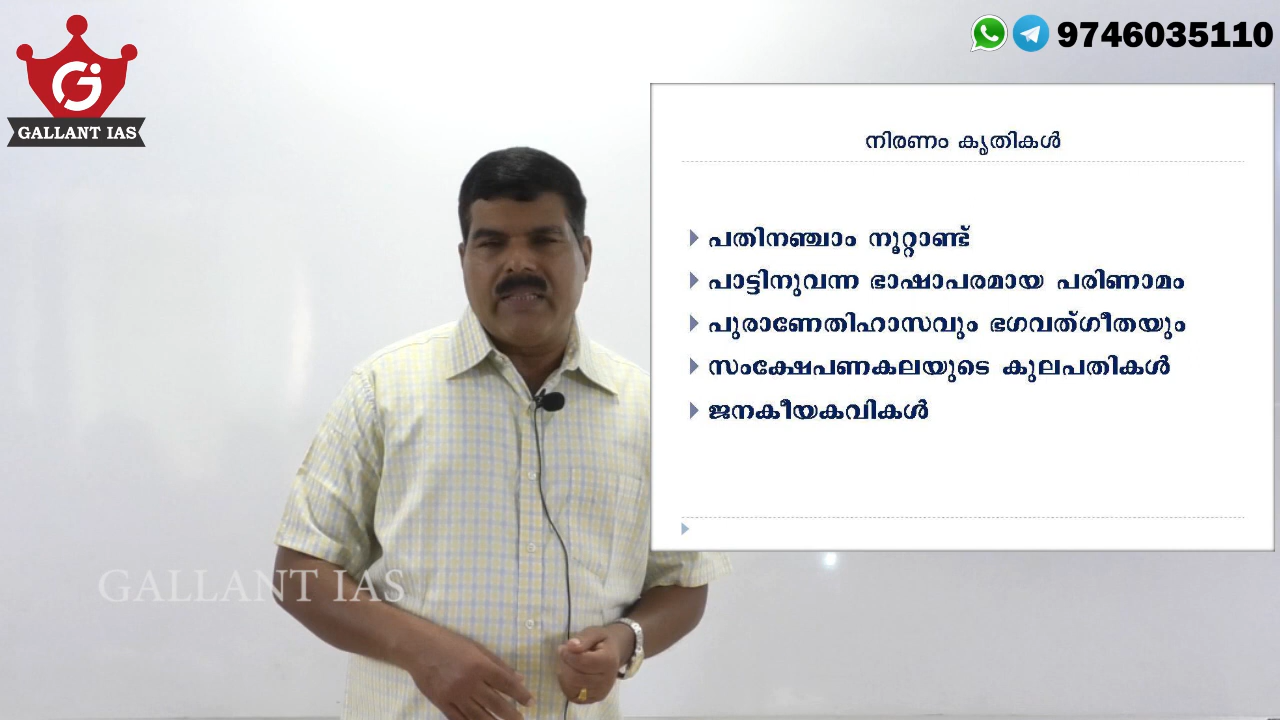 GALLANT IAS
9746035110
നിരണം കൃതികൾ
പതിനഞ്ചാം നൂറ്റാണ്ട്
പാട്ടിനുവന്ന ഭാഷാപരമായ പരിണാമം
പുരാണേതിഹാസവും ഭഗവത്ഗീതയും
സംക്ഷേപണകലയുടെ കുലപതികൾ
ജനകീയകവികൾ
GALLANT IAS